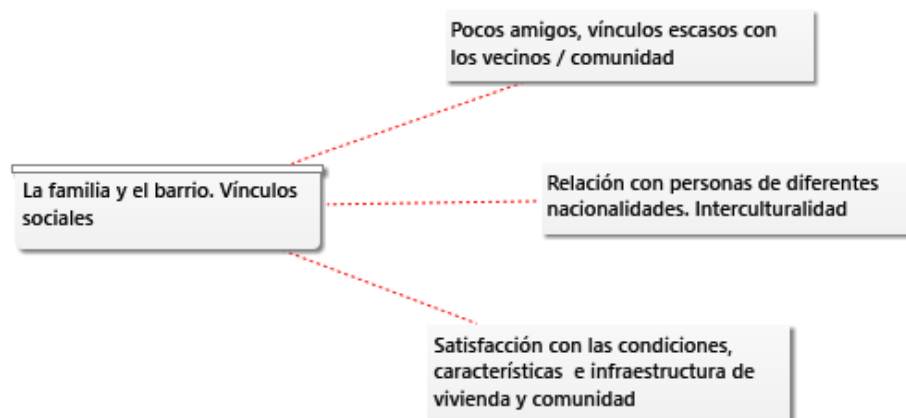 Pocos amigos, vínculos escasos con
los vecinos / comunidad
La familia y el barrio. Vínculos
sociales
Relación con personas de diferentes
nacionalidades. Interculturalidad
Satisfacción con las condiciones,
características e infraestructura de
vivienda y comunidad